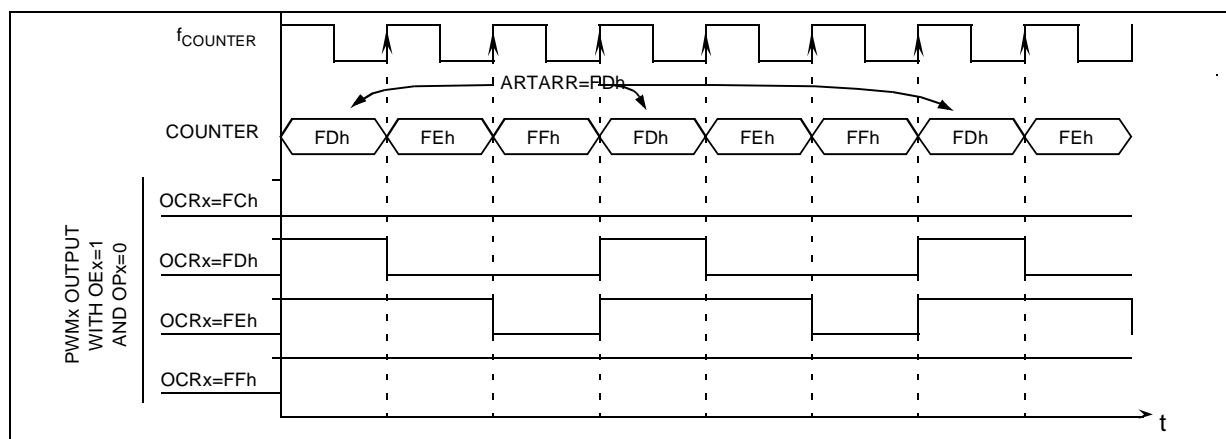 fCOUNTER
ARTARR=FDh
COUNTER
FDh FEh FFh FDh FEh FFh FDh FEh
PWMx OUTPUT
WITH OEx=1
AND OPx=0
OCRx=FCh
OCRx=FDh
OCRx=FEh
OCRx=FFh
t